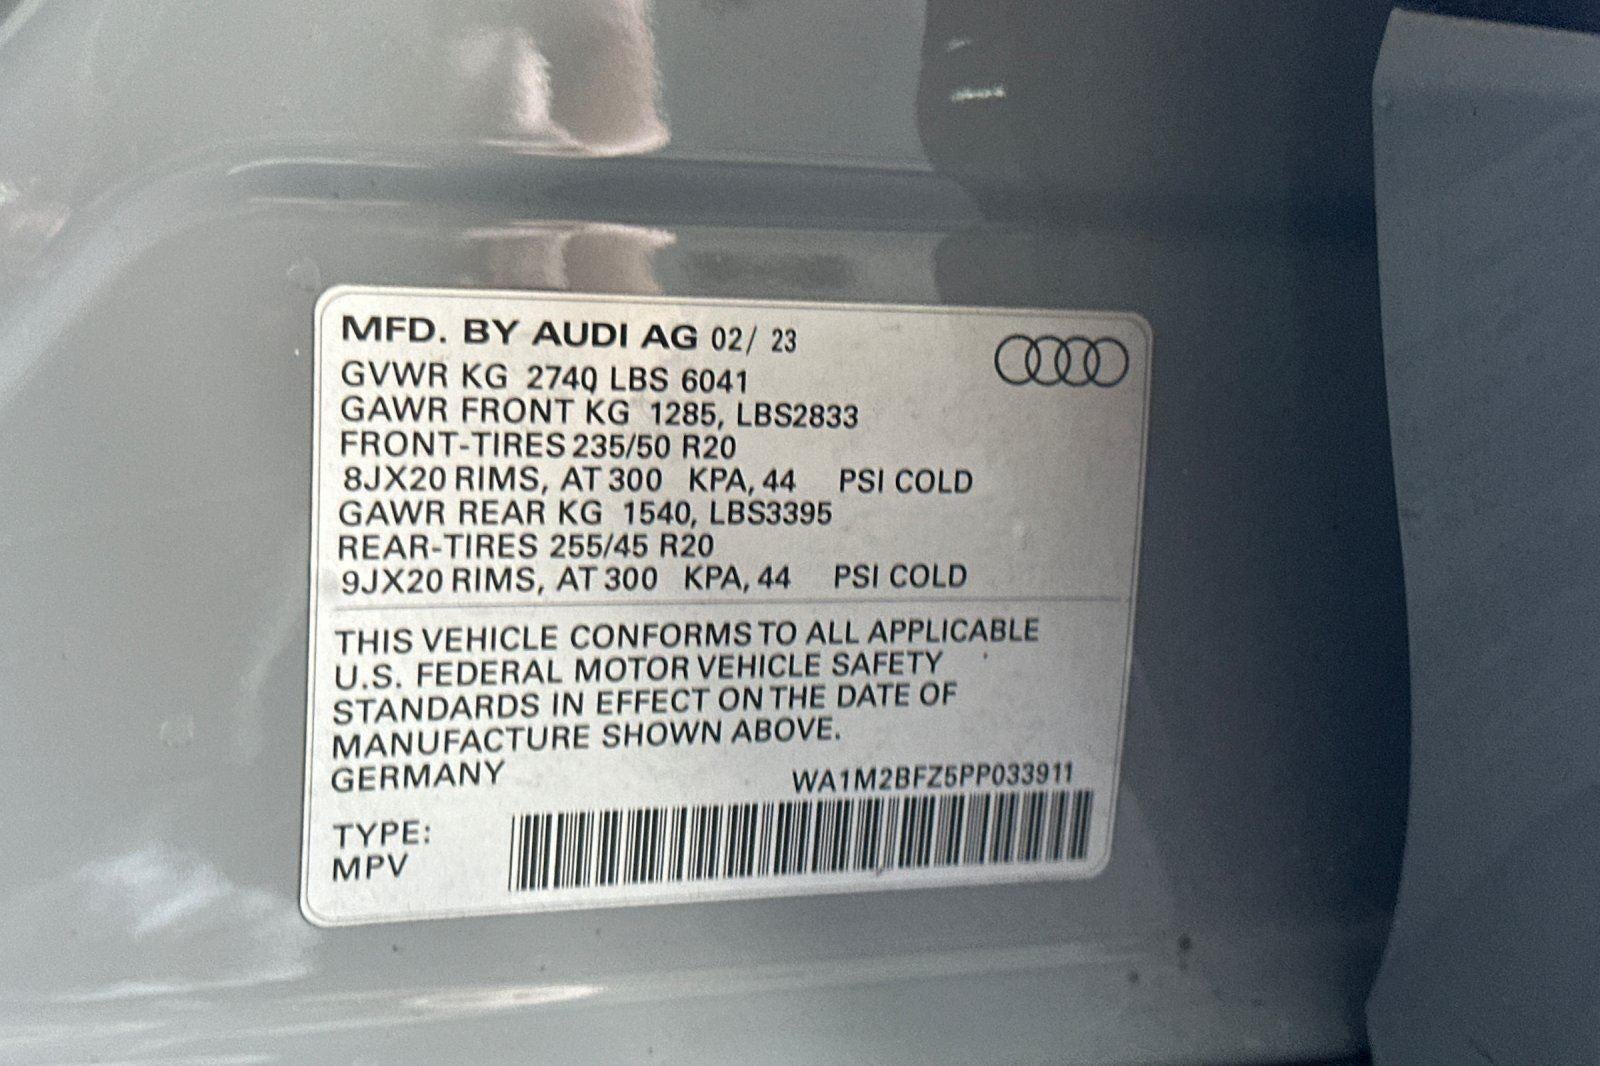 MFD. BY AUDI AG 02/ 23
GVWR KG 2740 LBS 6041
GAWR FRONT KG 1285, LBS2833
FRONT-TIRES 235/50 R20
8JX20 RIMS, AT 300 KPA, 44 PSI COLD
GAWR REAR KG 1540, LBS3395
REAR-TIRES 255/45 R20
9JX20 RIMS, AT 300 KPA, 44 PSI COLD
THIS VEHICLE CONFORMS TO ALL APPLICABLE
U.S. FEDERAL MOTOR VEHICLE SAFETY
STANDARDS IN EFFECT ON THE DATE OF
MANUFACTURE SHOWN ABOVE.
GERMANY WA1M2BFZ5PP033911
TYPE:
MPV